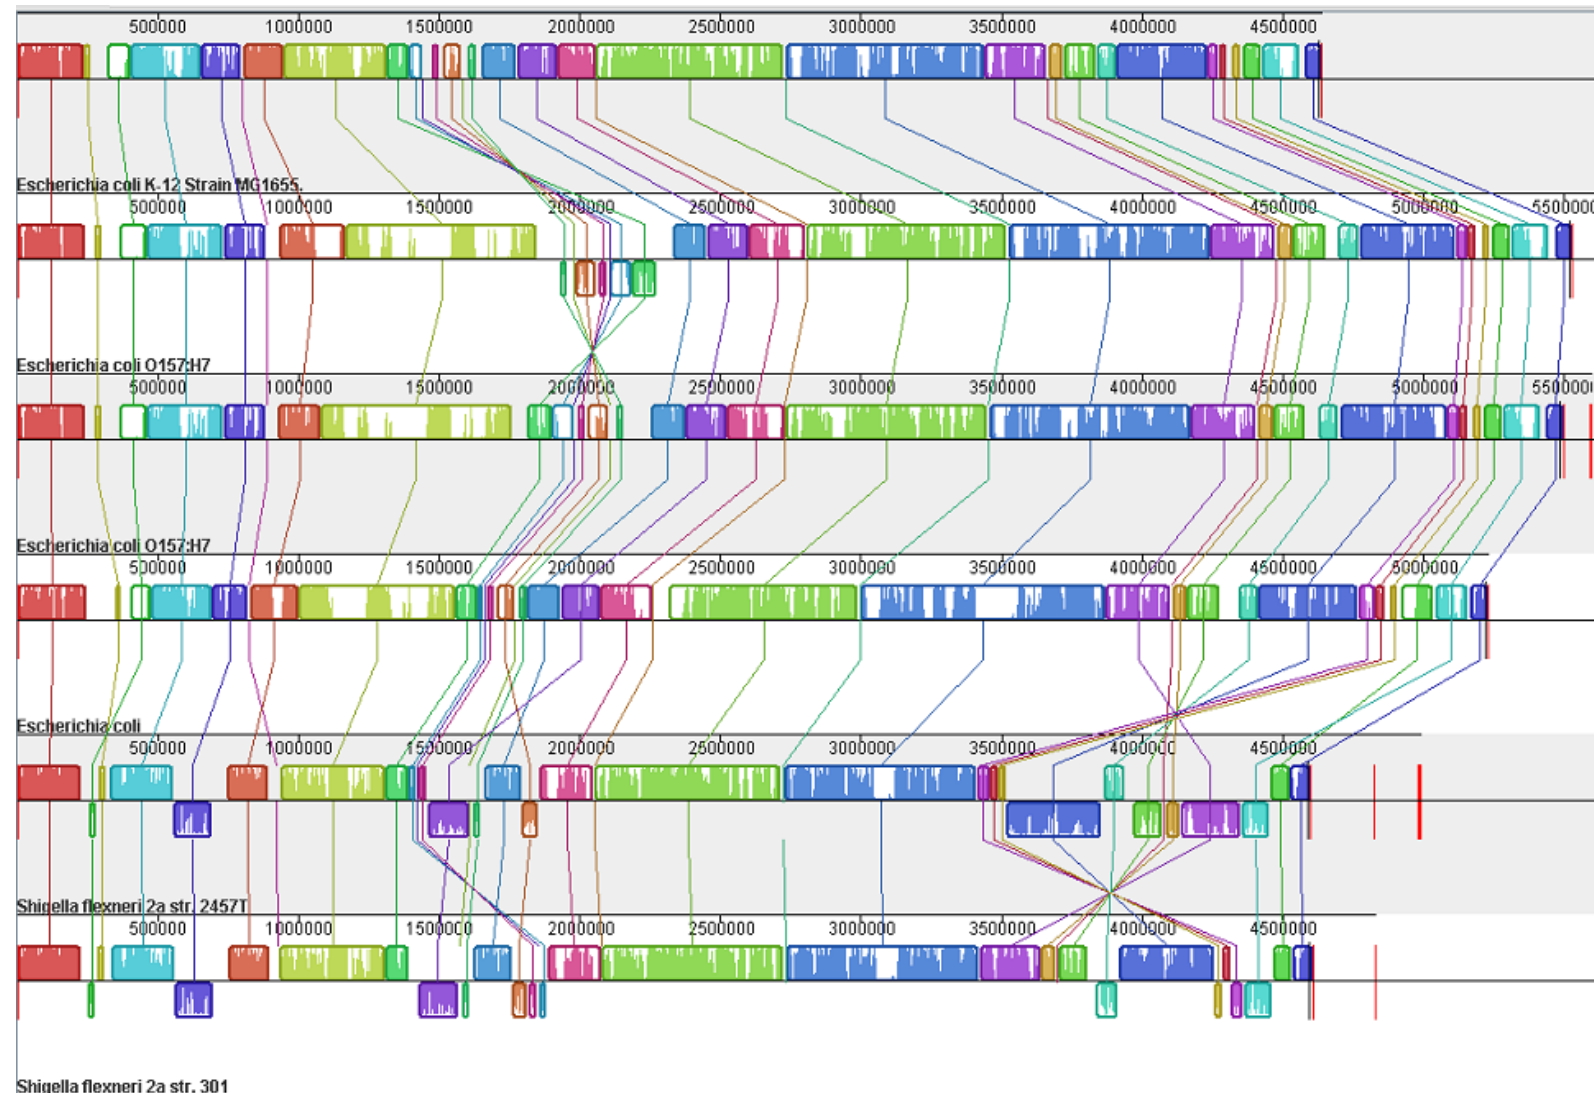 500000 1000000 1500000 2000000 2500000 3000000 3500000 4000000 4500000
Escherichia coli K-12 Strain MG1655.
500000 1000000 1500000 2000000 2500000 3000000 3500000 4000000 4500000 5000000 5500000
Escherichia coli O157:H7
500000 1000000 1500000 2000000 2500000 3000000 3500000 4000000 4500000 5000000 5500000
Escherichia coli O157:H7
500000 1000000 1500000 2000000 2500000 3000000 3500000 4000000 4500000 5000000
Escherichia coli
500000 1000000 1500000 2000000 2500000 3000000 3500000 4000000 4500000
Shigella flexneri 2a str. 2457T
500000 1000000 1500000 2000000 2500000 3000000 3500000 4000000 4500000
Shigella flexneri 2a str. 301